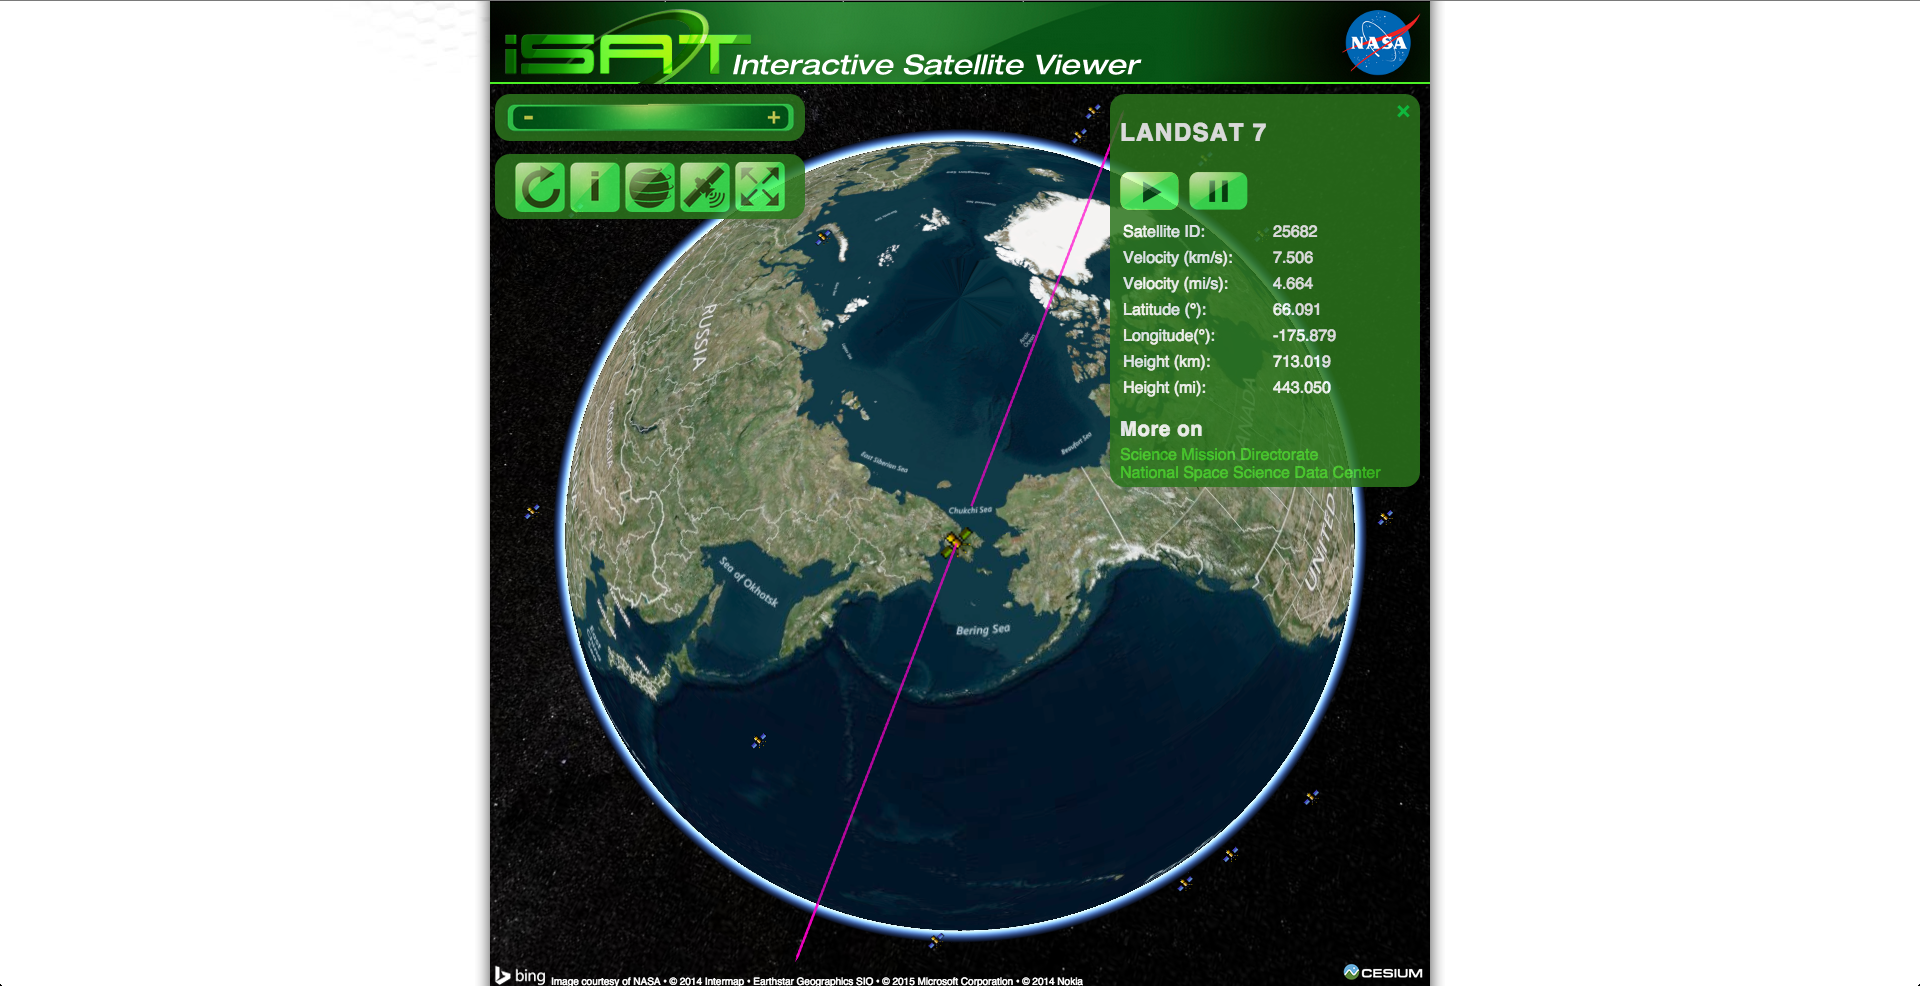 iSAT Interactive Satellite Viewer
NASA
- +
i
LANDSAT 7
Satellite ID: 25682
Velocity (km/s): 7.506
Velocity (mi/s): 4.664
Latitude (°): 66.091
Longitude(°): -175.879
Height (km): 713.019
Height (mi): 443.050
More on
Science Mission Directorate
National Space Science Data Center
RUSSIA
MONGOLIA
Arctic
Ocean
CANADA
Beaufort Sea
East Siberian Sea
Chukchi Sea
UNITED
Sea of Okhotsk
Bering Sea
bing Image courtesy of NASA • © 2014 Intermap • Earthstar Geographics SIO • © 2015 Microsoft Corporation • © 2014 Nokia
CESIUM